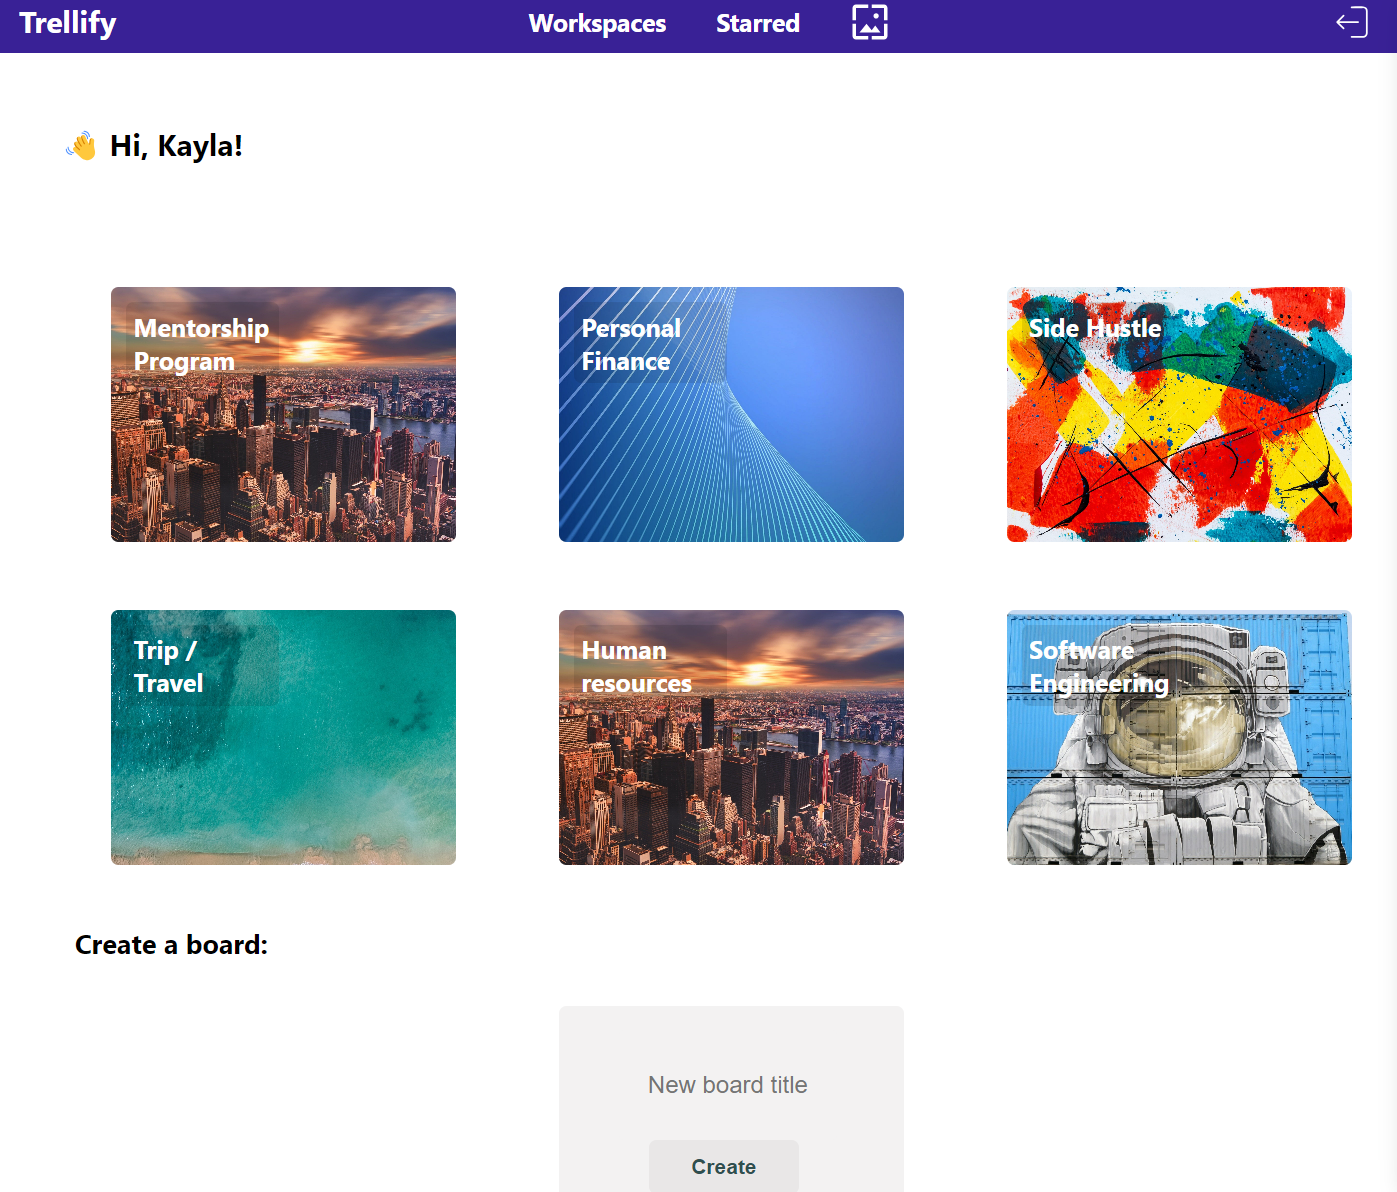 Trellify
Workspaces
Starred
👋 Hi, Kayla!
Mentorship
Program
Personal
Finance
Side Hustle
Trip /
Travel
Human
resources
Software
Engineering
Create a board:
New board title
Create